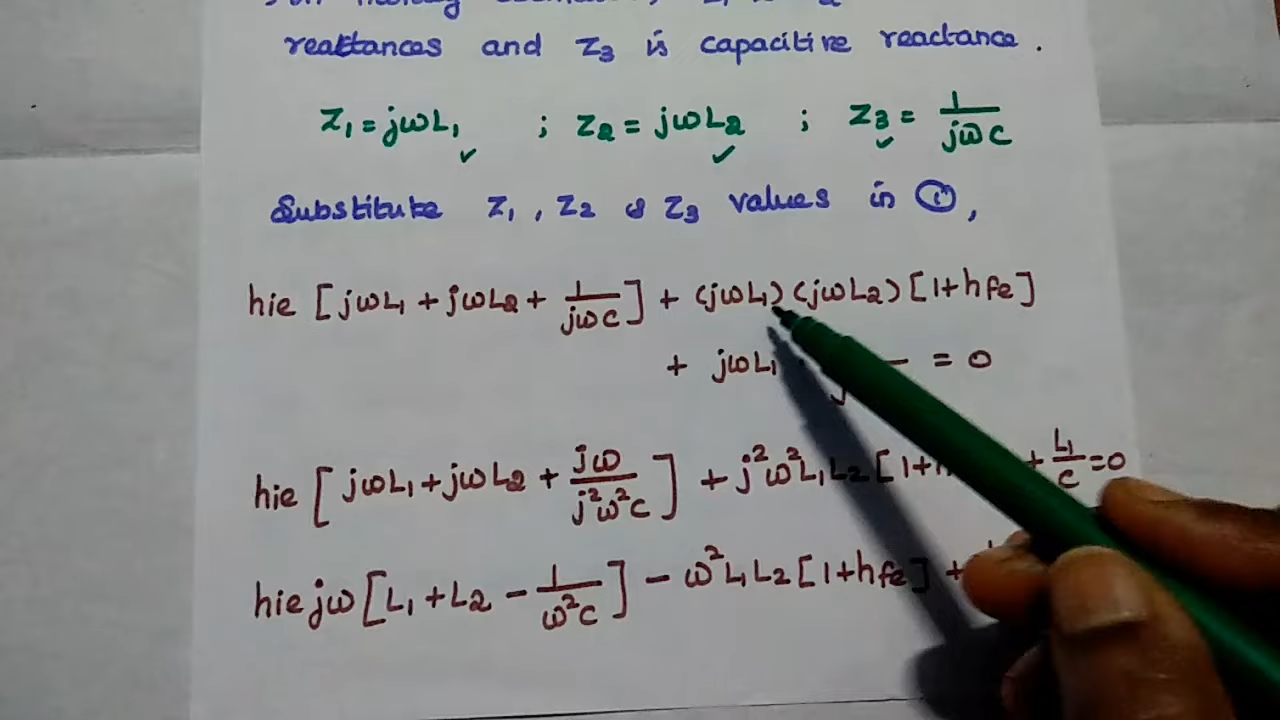 reactances and Z3 is capacitive reactance .
Z1 = jωL1 ; Z2 = jωL2 ; Z3 = 1/jωC
Substitute Z1 , Z2 & Z3 values in ①,
hie [jωL1 + jωL2 + 1/jωC] + (jωL1) (jωL2) [1+hfe]
+ jωL1 = 0
hie [jωL1 + jωL2 + jω/j²ω²C] + j²ω²L1L2 [1+ + L1/C = 0
hie jω [L1 + L2 - 1/ω²C] - ω²L1L2 [1+hfe] +